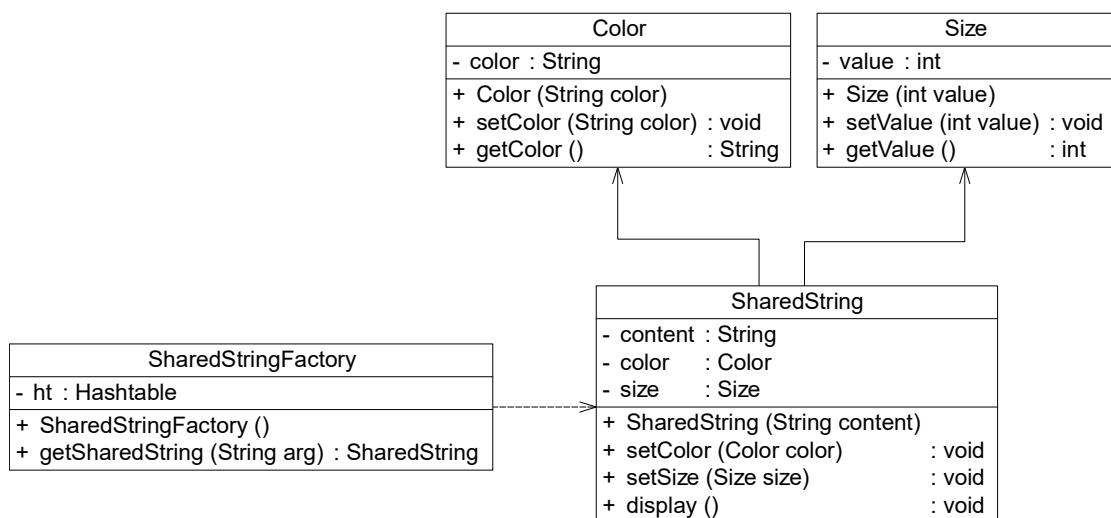 Color
- color : String
+ Color (String color)
+ setColor (String color) : void
+ getColor () : String
Size
- value : int
+ Size (int value)
+ setValue (int value) : void
+ getValue () : int
SharedStringFactory
- ht : Hashtable
+ SharedStringFactory ()
+ getSharedString (String arg) : SharedString
SharedString
- content : String
- color : Color
- size : Size
+ SharedString (String content)
+ setColor (Color color) : void
+ setSize (Size size) : void
+ display () : void